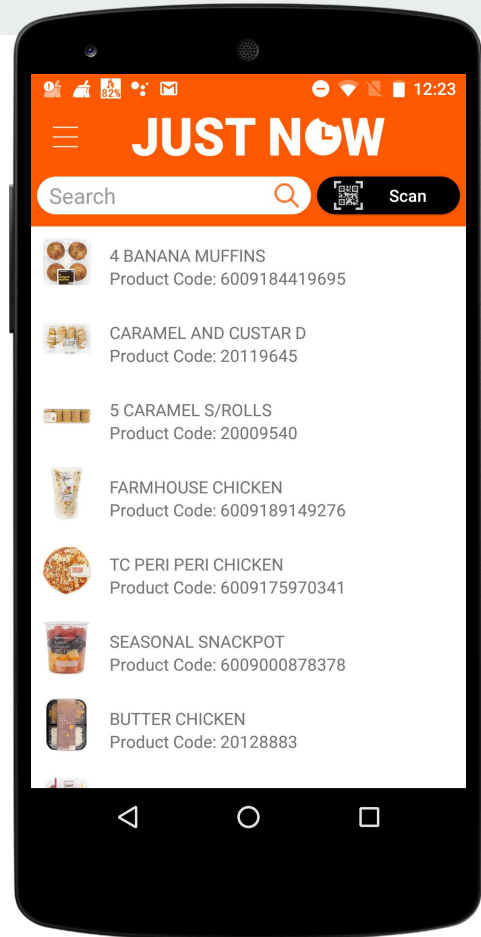 82%
12:23
JUST NOW
Search
Scan
4 BANANA MUFFINS
Product Code: 6009184419695
CARAMEL AND CUSTAR D
Product Code: 20119645
5 CARAMEL S/ROLLS
Product Code: 20009540
FARMHOUSE CHICKEN
Product Code: 6009189149276
TC PERI PERI CHICKEN
Product Code: 6009175970341
SEASONAL SNACKPOT
Product Code: 6009000878378
BUTTER CHICKEN
Product Code: 20128883